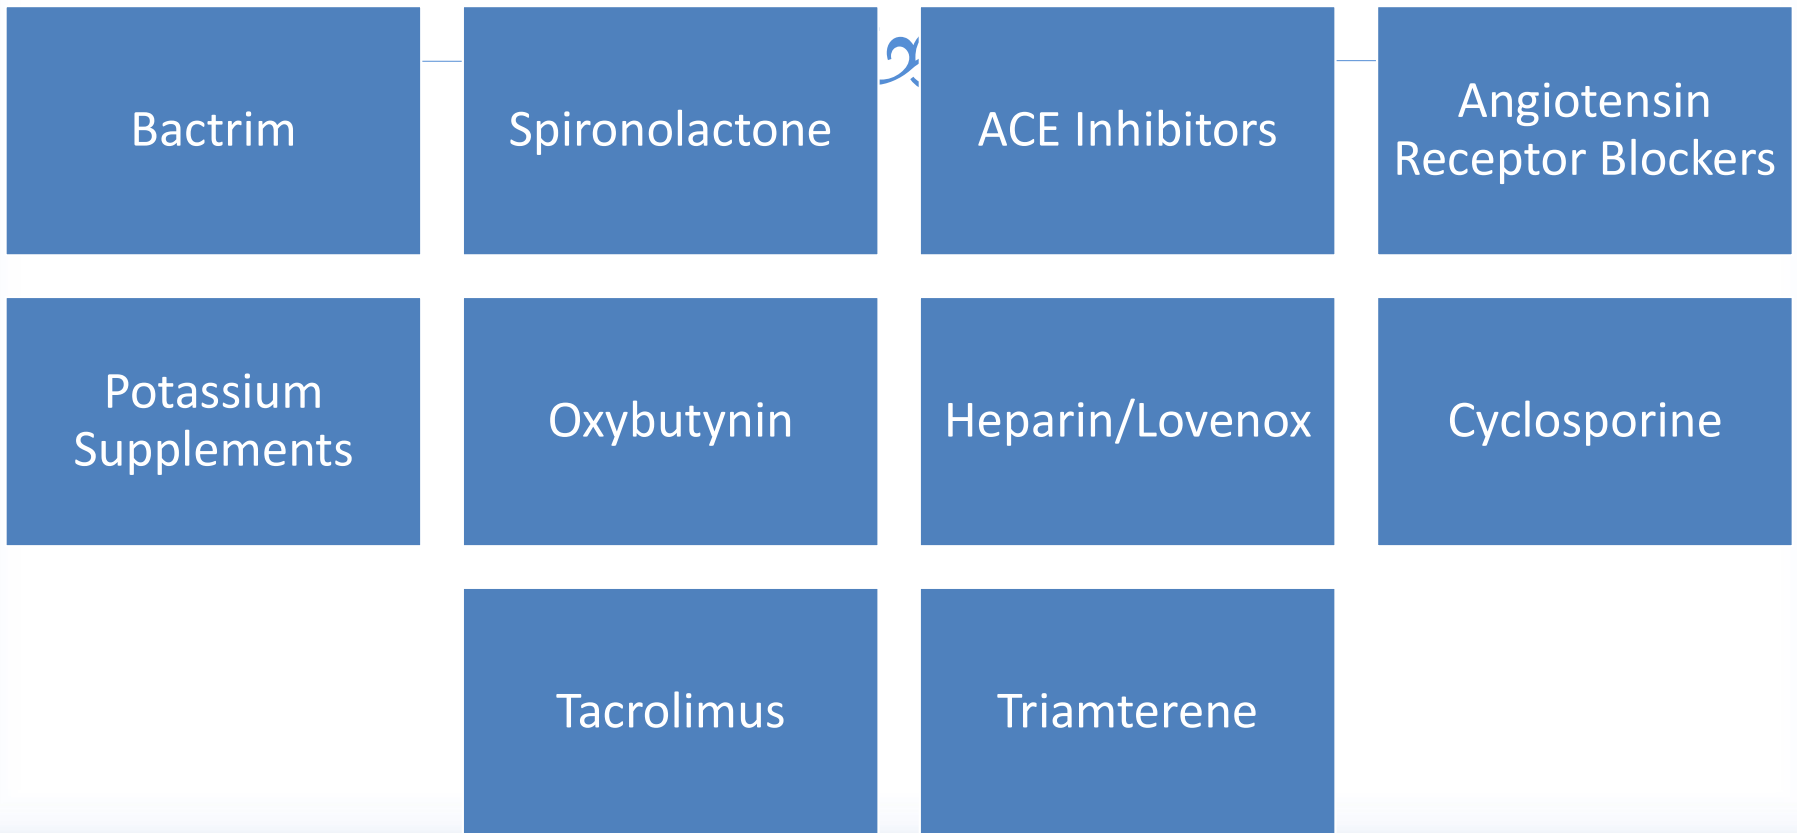 Bactrim
Spironolactone
ACE Inhibitors
Angiotensin
Receptor Blockers
Potassium
Supplements
Oxybutynin
Heparin/Lovenox
Cyclosporine
Tacrolimus
Triamterene